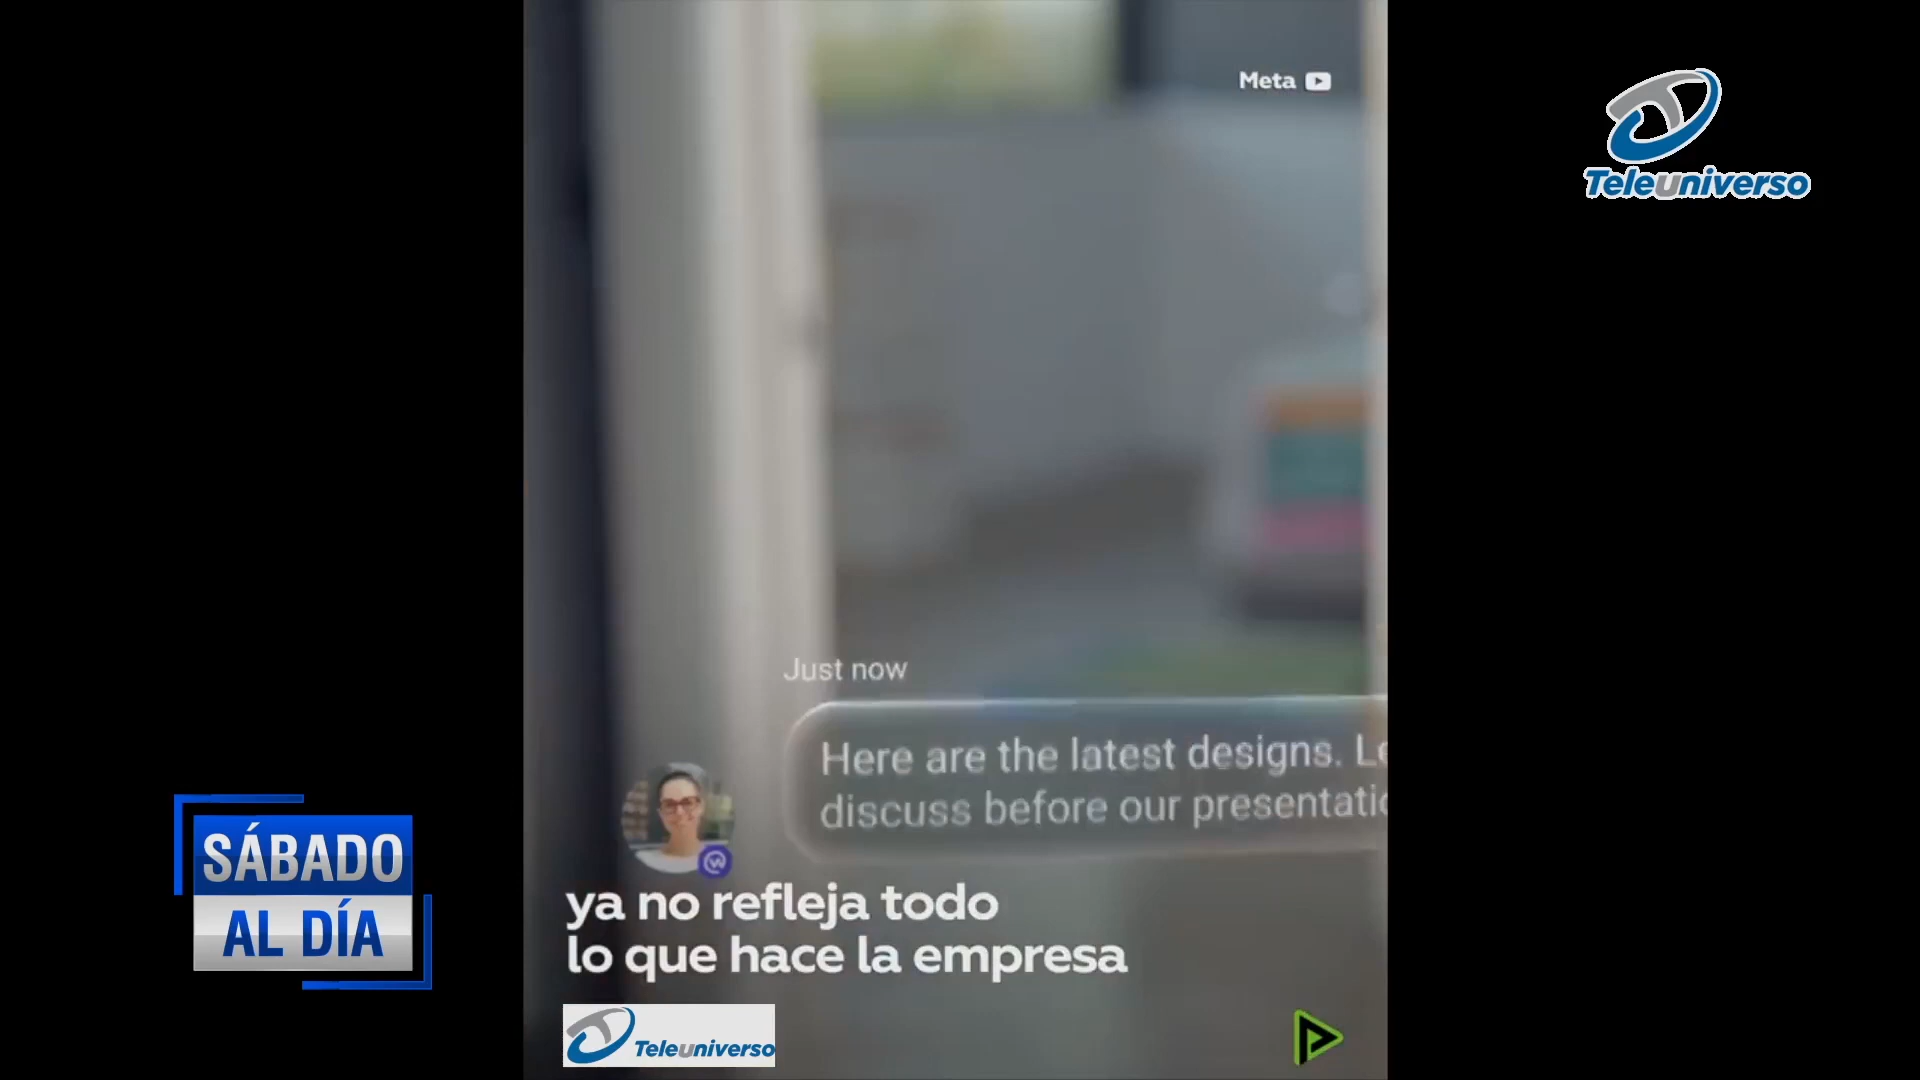 Meta
Teleuniverso
Just now
Here are the latest designs.
discuss before our
ya no refleja todo
lo que hace la empresa
SÁBADO
AL DÍA
Teleuniverso